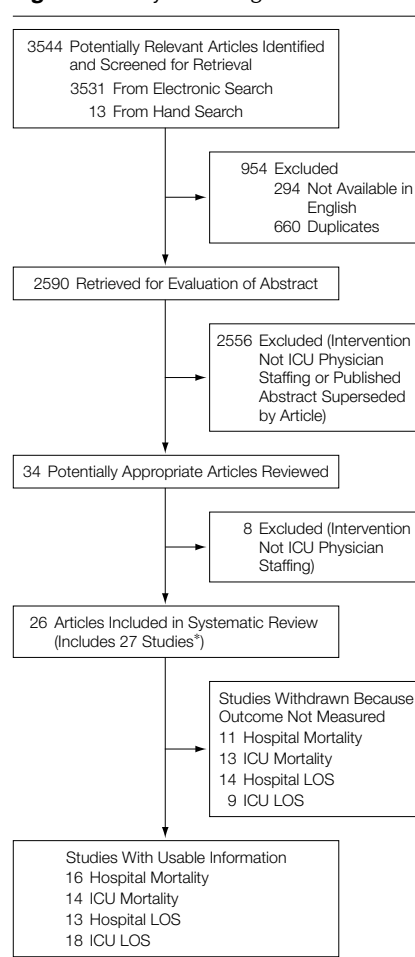 3544 Potentially Relevant Articles Identified
and Screened for Retrieval
3531 From Electronic Search
13 From Hand Search
954 Excluded
294 Not Available in
English
660 Duplicates
2590 Retrieved for Evaluation of Abstract
2556 Excluded (Intervention
Not ICU Physician
Staffing or Published
Abstract Superseded
by Article)
34 Potentially Appropriate Articles Reviewed
8 Excluded (Intervention
Not ICU Physician
Staffing)
26 Articles Included in Systematic Review
(Includes 27 Studies*)
Studies Withdrawn Because
Outcome Not Measured
11 Hospital Mortality
13 ICU Mortality
14 Hospital LOS
9 ICU LOS
Studies With Usable Information
16 Hospital Mortality
14 ICU Mortality
13 Hospital LOS
18 ICU LOS